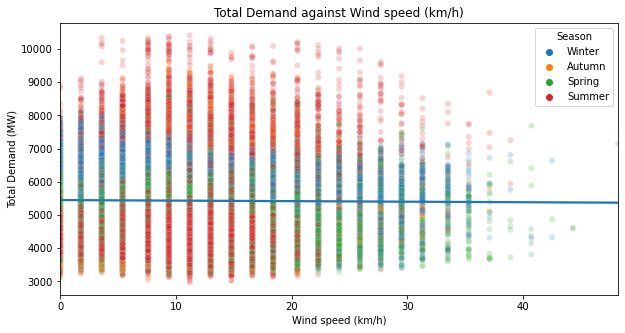 Total Demand against Wind speed (km/h)
Total Demand (MW)
10000
9000
8000
7000
6000
5000
4000
3000
Season
Winter
Autumn
Spring
Summer
0 10 20 30 40
Wind speed (km/h)